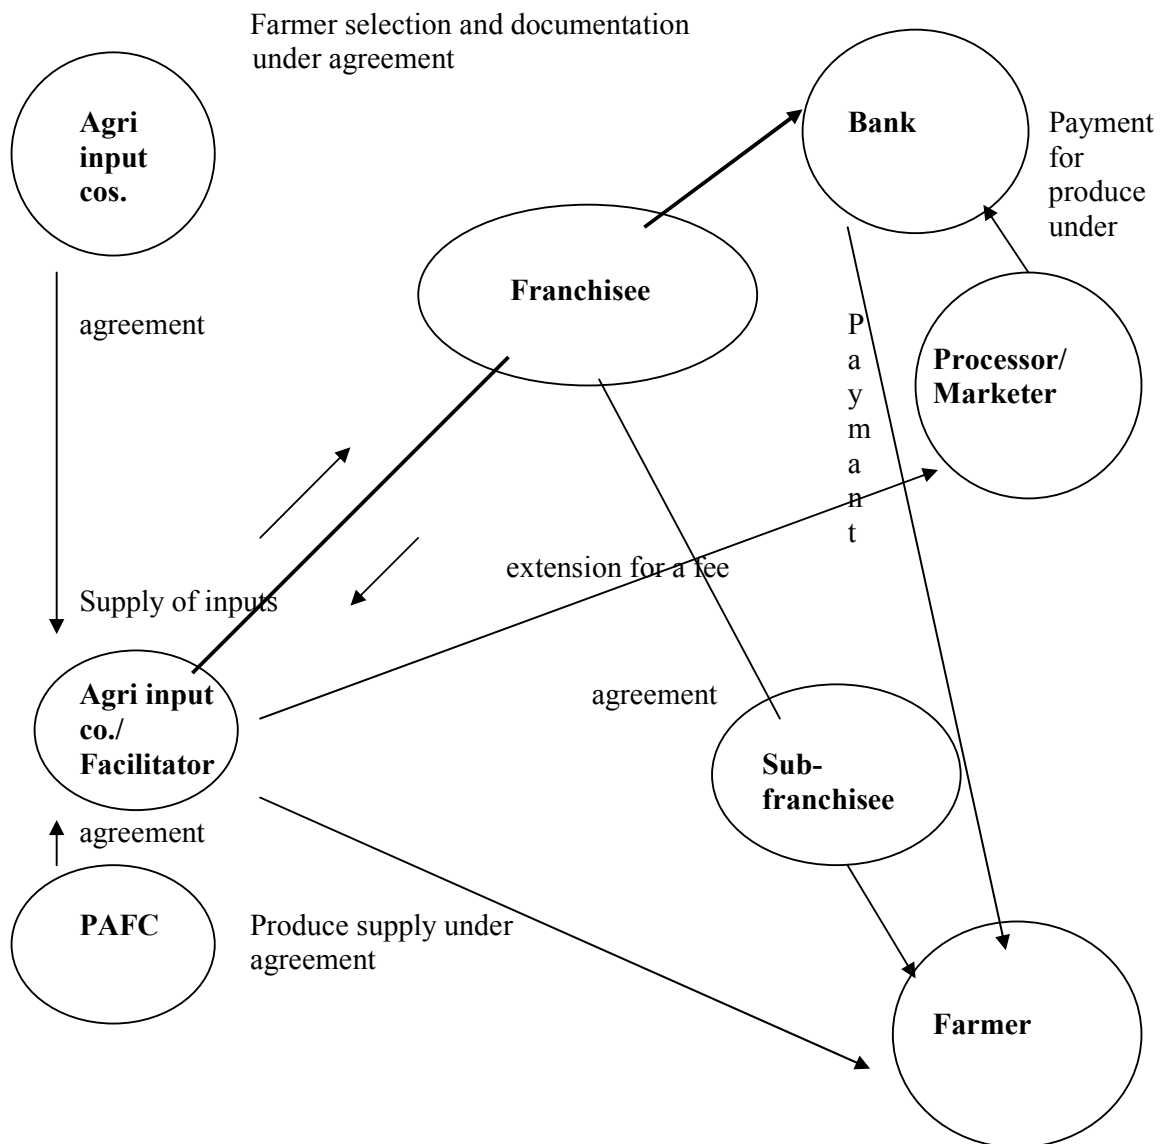 Farmer selection and documentation
under agreement
Agri
input
cos.
Bank
Payment
for
produce
under
Franchisee
agreement
P
a
y
m
a
n
t
Processor/
Marketer
extension for a fee
Supply of inputs
Agri input
co./
Facilitator
agreement
Sub-
franchisee
agreement
PAFC
Produce supply under
agreement
Farmer